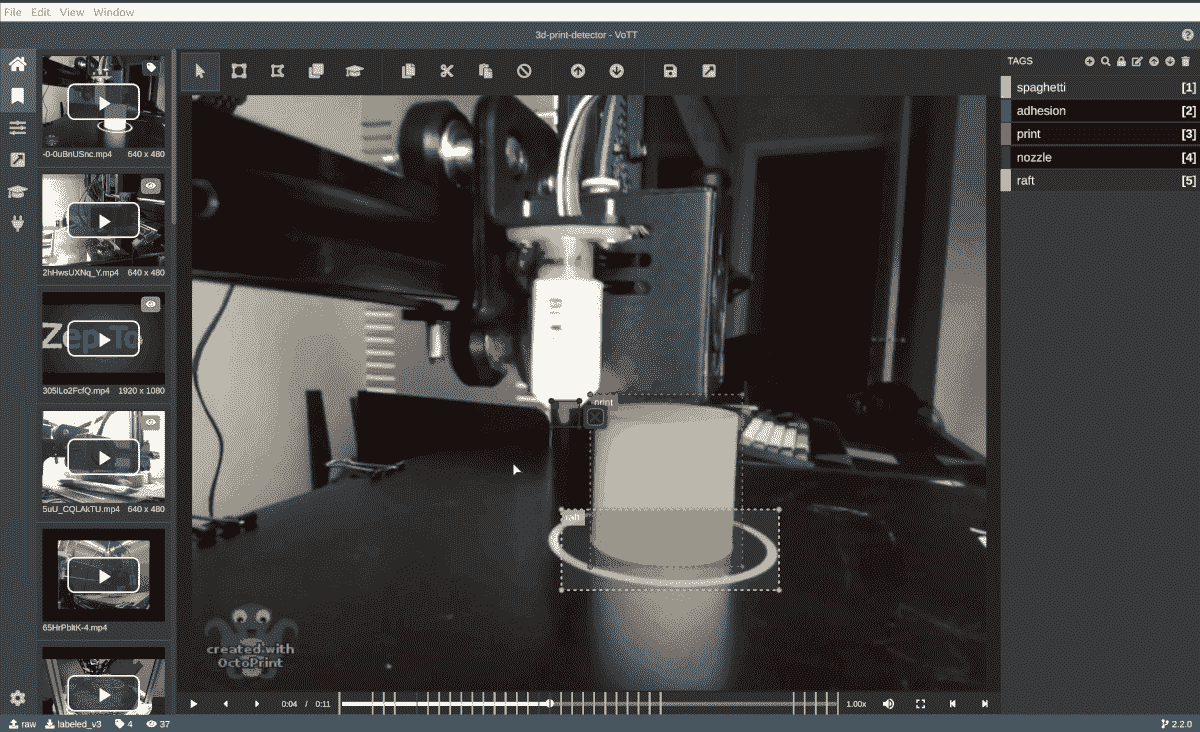 File Edit View Window
3d-print-detector - VoTT
-0-0uBnUSnc.mp4 640 x 480
2hHwsUXNq_Y.mp4 640 x 480
ZepTo
305lLo2FcfQ.mp4 1920 x 1080
5uU_CQLAkTU.mp4 640 x 480
65HrPbltK-4.mp4
print
raft
created with
OctoPrint
0:04 / 0:11
1.00x
TAGS
spaghetti [1]
adhesion [2]
print [3]
nozzle [4]
raft [5]
raw labeled_v3 4 37
2.2.0